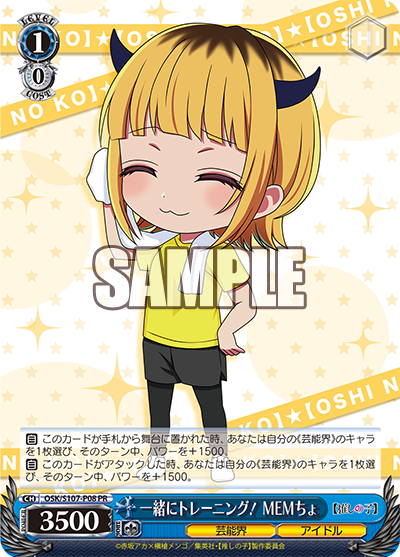 LEVEL
1
0
COST
NO KO】★【OSHI NO KO】
【OSHI N
SAMPLE
KO】★【OSHI NO
自 このカードが手札から舞台に置かれた時、あなたは自分の《芸能界》のキャラ
を1枚選び、そのターン中、パワーを+1500。
自 このカードがアタックした時、あなたは自分の《芸能界》のキャラを1枚選
び、そのターン中、パワーを+1500。
CH OSK/S107-P08 PR
3500
一緒にトレーニング! MEMちょ
【推しの子】
芸能界
アイドル
©赤坂アカ×横槍メンゴ／集英社・【推しの子】製作委員会